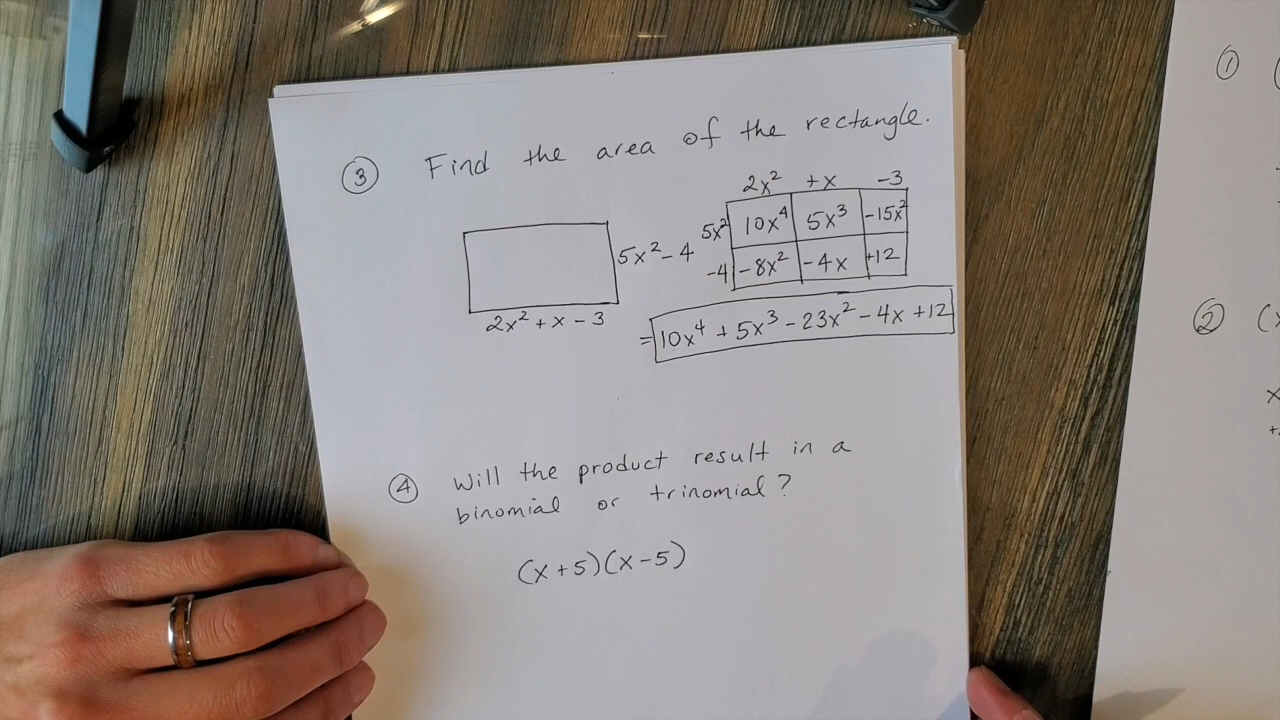 ③ Find the area of the rectangle.
2x² +x -3
5x² 10x⁴ 5x³ -15x²
5x² - 4
-4 -8x² -4x +12
2x² + x - 3
= 10x⁴ + 5x³ - 23x² - 4x + 12
④ Will the product result in a
binomial or trinomial?
(x+5)(x-5)
①
② (x